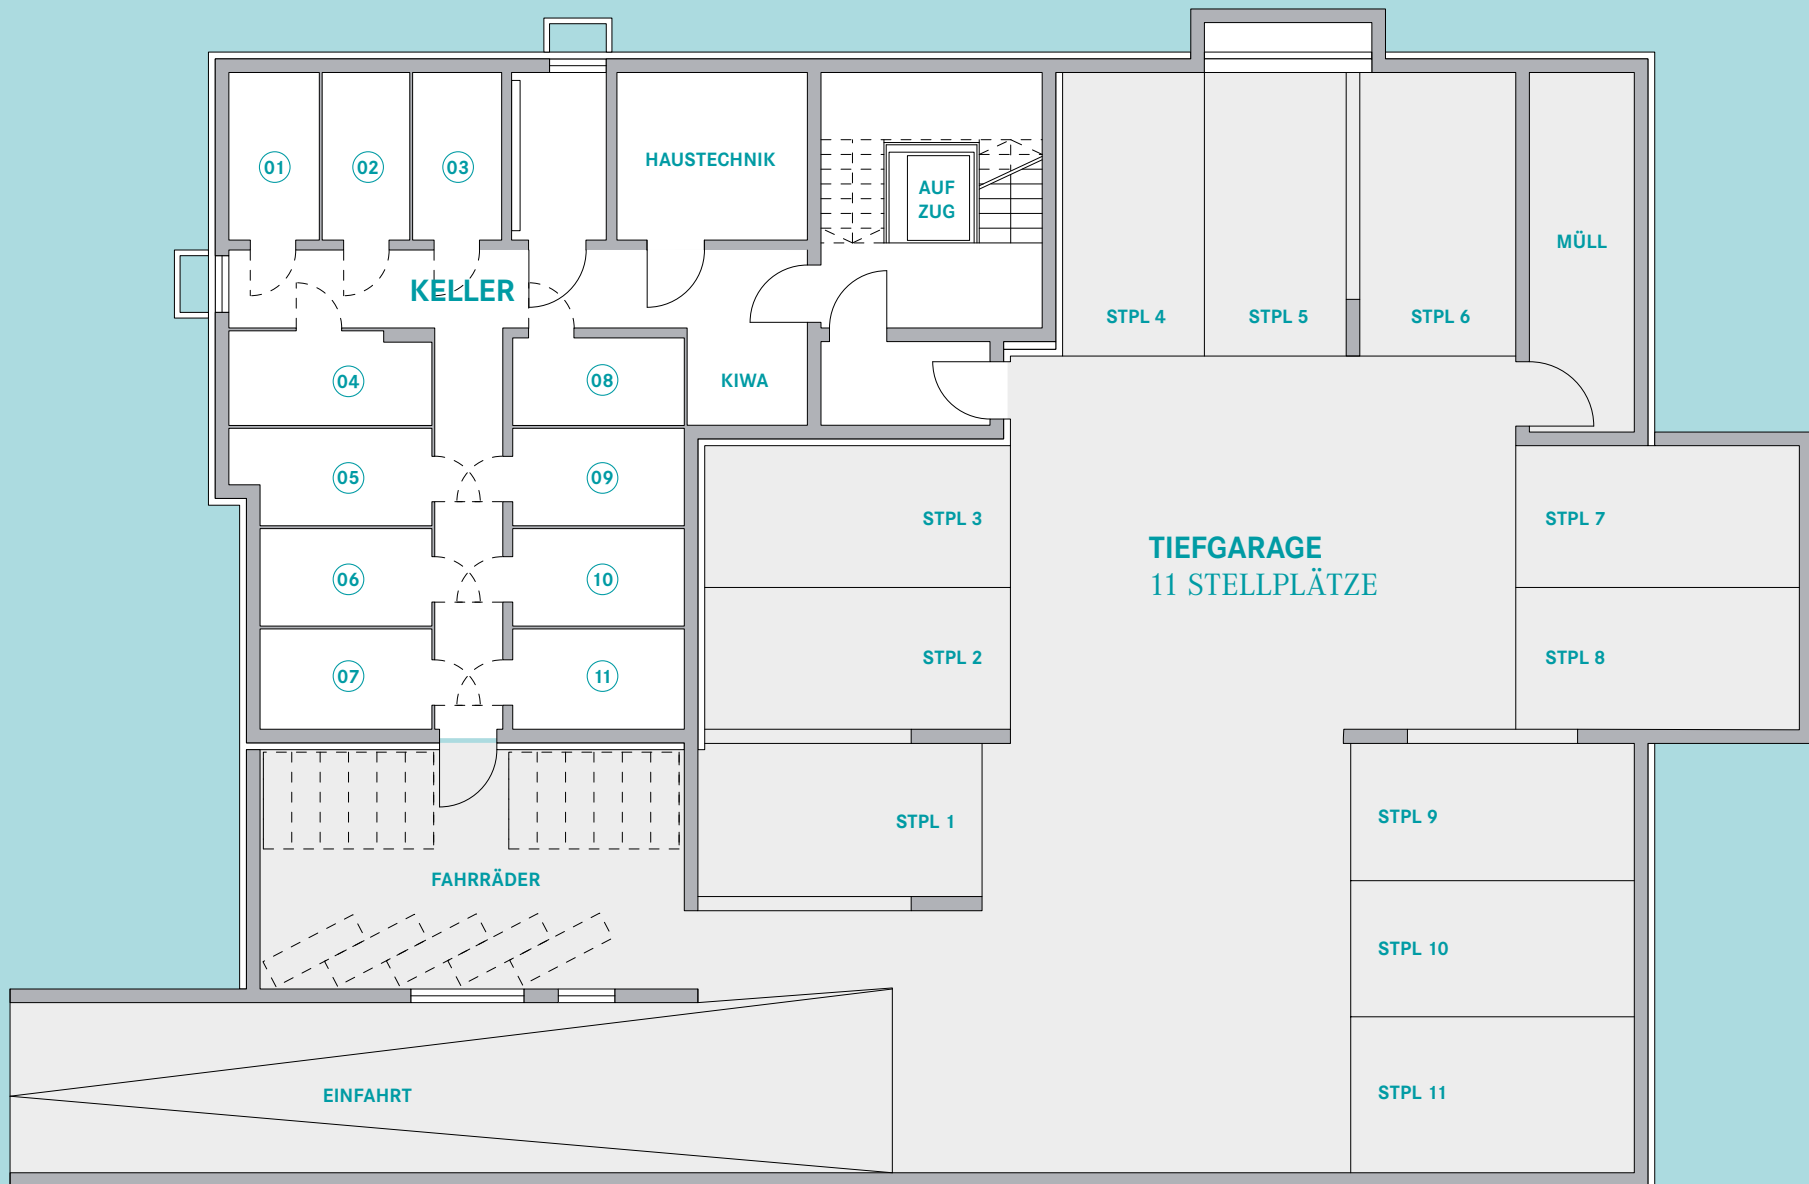 01
02
03
HAUSTECHNIK
AUF
ZUG
MÜLL
KELLER
STPL 4
STPL 5
STPL 6
04
08
KIWA
05
09
STPL 3
STPL 7
TIEFGARAGE
11 STELLPLÄTZE
06
10
STPL 2
STPL 8
07
11
STPL 1
STPL 9
FAHRRÄDER
STPL 10
EINFAHRT
STPL 11